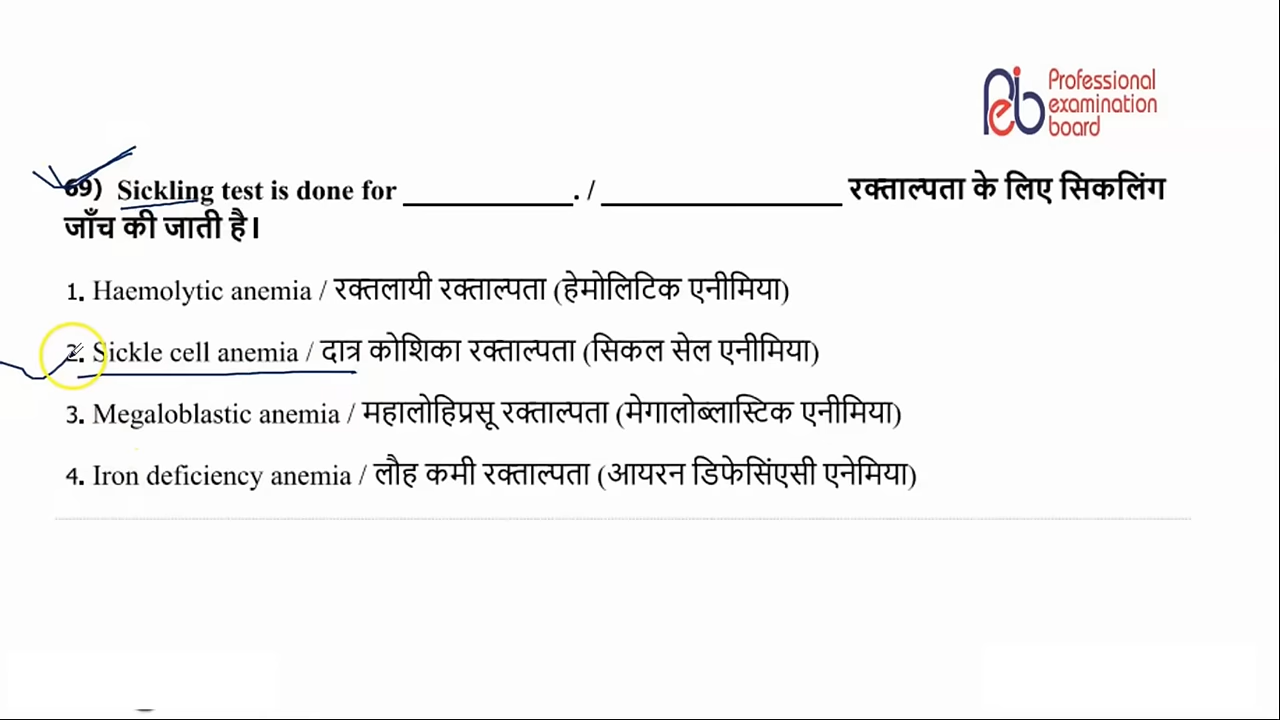 Peb Professional
examination
board
69) Sickling test is done for ____________. / _________________ रक्ताल्पता के लिए सिकलिंग
जाँच की जाती है।
1. Haemolytic anemia / रक्तलायी रक्ताल्पता (हेमोलिटिक एनीमिया)
2. Sickle cell anemia / दात्र कोशिका रक्ताल्पता (सिकल सेल एनीमिया)
3. Megaloblastic anemia / महालोहिप्रसू रक्ताल्पता (मेगालोब्लास्टिक एनीमिया)
4. Iron deficiency anemia / लौह कमी रक्ताल्पता (आयरन डिफेसिंएसी एनेमिया)